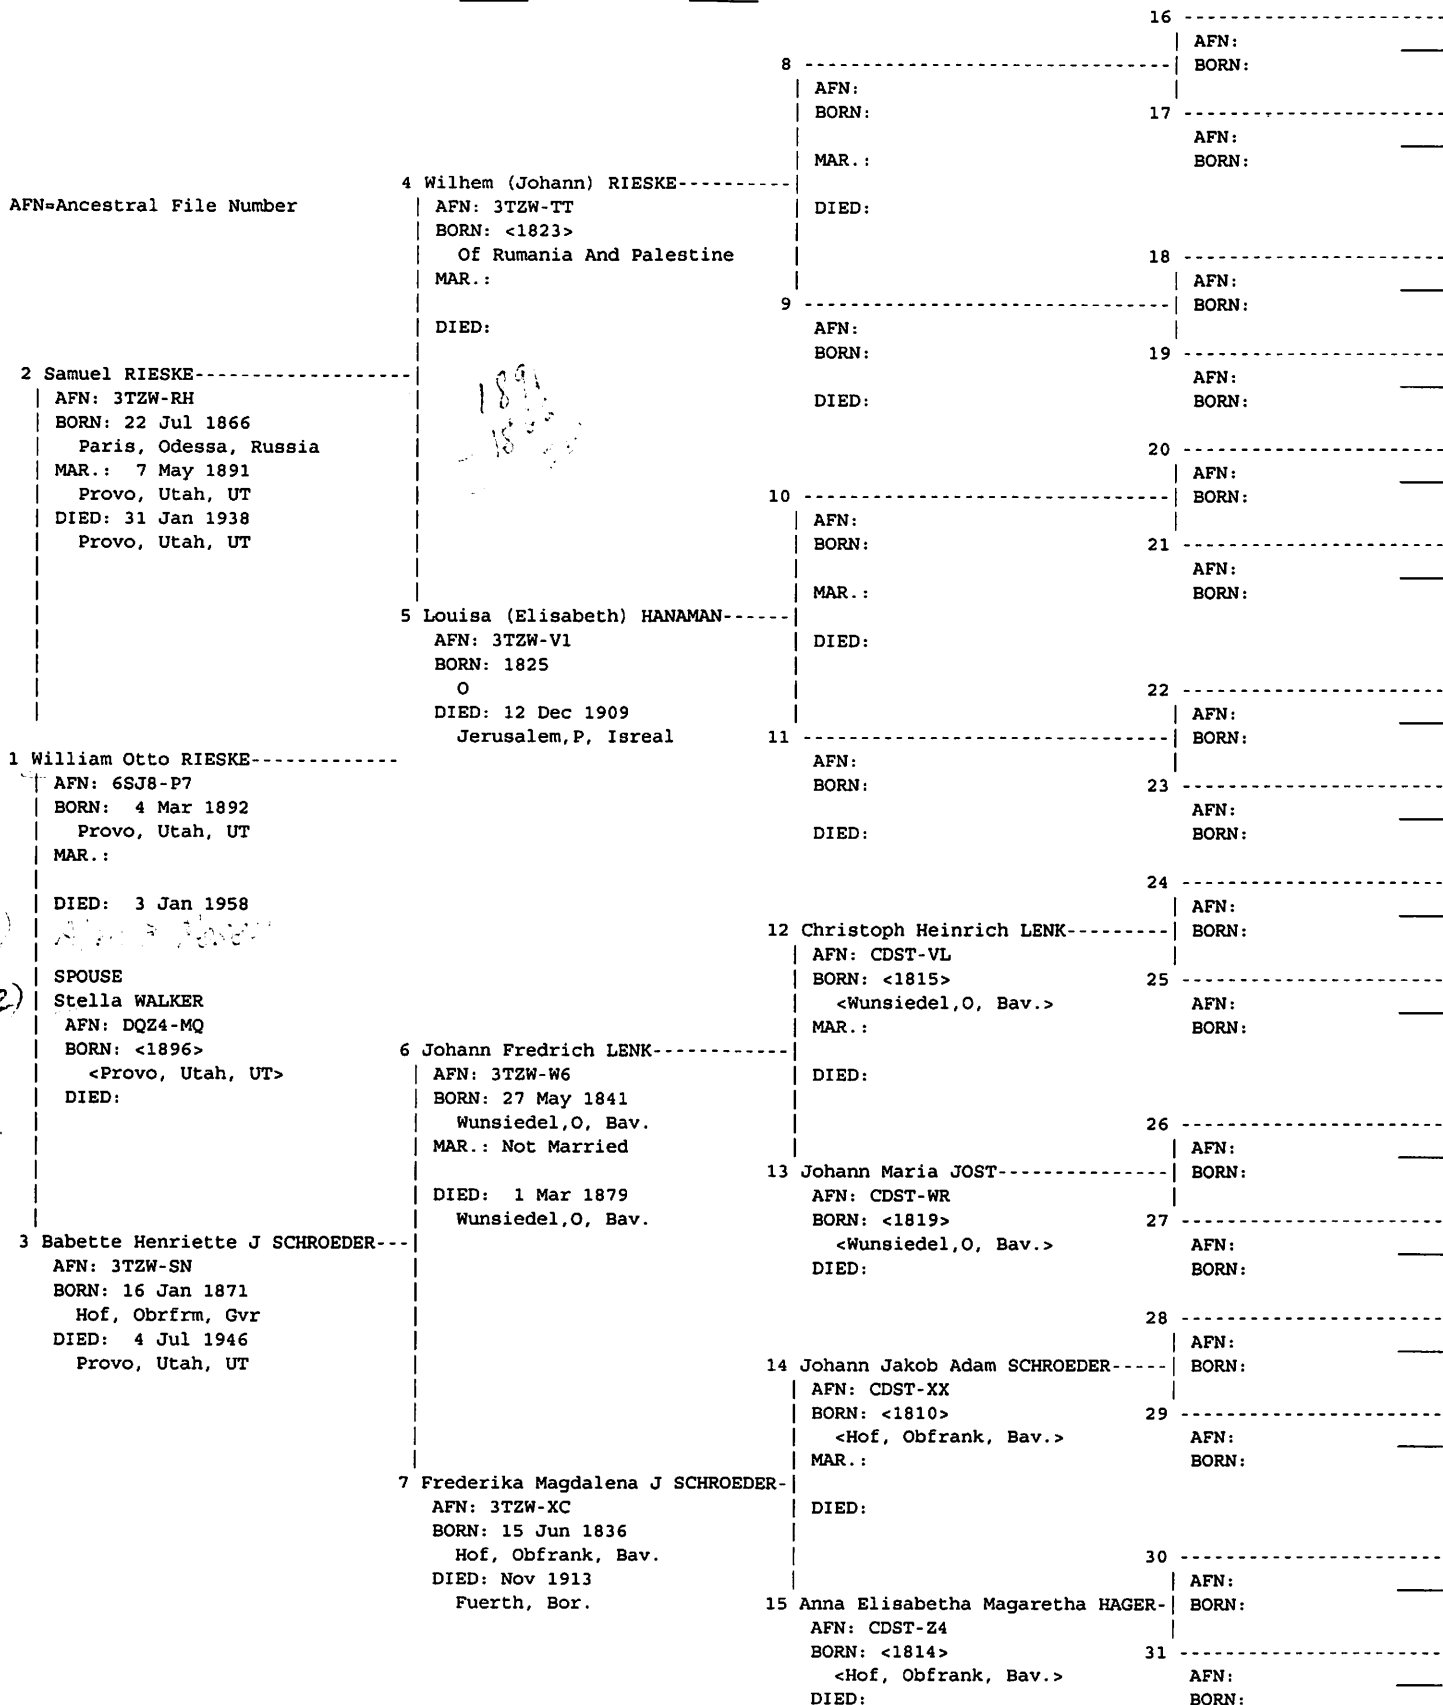 AFN=Ancestral File Number
1 William Otto RIESKE-------------
AFN: 6SJ8-P7
BORN: 4 Mar 1892
Provo, Utah, UT
MAR.:
DIED: 3 Jan 1958
SPOUSE
Stella WALKER
AFN: DQZ4-MQ
BORN: <1896>
<Provo, Utah, UT>
DIED:
2)
2 Samuel RIESKE------------------
AFN: 3TZW-RH
BORN: 22 Jul 1866
Paris, Odessa, Russia
MAR.: 7 May 1891
Provo, Utah, UT
DIED: 31 Jan 1938
Provo, Utah, UT
3 Babette Henriette J SCHROEDER---
AFN: 3TZW-SN
BORN: 16 Jan 1871
Hof, Obrfrm, Gvr
DIED: 4 Jul 1946
Provo, Utah, UT
4 Wilhem (Johann) RIESKE----------
AFN: 3TZW-TT
BORN: <1823>
Of Rumania And Palestine
MAR.:
DIED:
1891
5 Louisa (Elisabeth) HANAMAN------
AFN: 3TZW-V1
BORN: 1825
O
DIED: 12 Dec 1909
Jerusalem,P, Isreal
6 Johann Fredrich LENK------------
AFN: 3TZW-W6
BORN: 27 May 1841
Wunsiedel,O, Bav.
MAR.: Not Married
DIED: 1 Mar 1879
Wunsiedel,O, Bav.
7 Frederika Magdalena J SCHROEDER-
AFN: 3TZW-XC
BORN: 15 Jun 1836
Hof, Obfrank, Bav.
DIED: Nov 1913
Fuerth, Bor.
8 ------------------------------
AFN:
BORN:
MAR.:
DIED:
9 ------------------------------
AFN:
BORN:
DIED:
10 ------------------------------
AFN:
BORN:
MAR.:
DIED:
11 ------------------------------
AFN:
BORN:
DIED:
12 Christoph Heinrich LENK---------
AFN: CDST-VL
BORN: <1815>
<Wunsiedel,O, Bav.>
MAR.:
DIED:
13 Johann Maria JOST--------------
AFN: CDST-WR
BORN: <1819>
<Wunsiedel,O, Bav.>
DIED:
14 Johann Jakob Adam SCHROEDER-----
AFN: CDST-XX
BORN: <1810>
<Hof, Obfrank, Bav.>
MAR.:
DIED:
15 Anna Elisabetha Magaretha HAGER-
AFN: CDST-Z4
BORN: <1814>
<Hof, Obfrank, Bav.>
DIED:
16 ----------------------
AFN:
BORN:
17 ----------------------
AFN:
BORN:
18 ----------------------
AFN:
BORN:
19 ----------------------
AFN:
BORN:
20 ----------------------
AFN:
BORN:
21 ----------------------
AFN:
BORN:
22 ----------------------
AFN:
BORN:
23 ----------------------
AFN:
BORN:
24 ----------------------
AFN:
BORN:
25 ----------------------
AFN:
BORN:
26 ----------------------
AFN:
BORN:
27 ----------------------
AFN:
BORN:
28 ----------------------
AFN:
BORN:
29 ----------------------
AFN:
BORN:
30 ----------------------
AFN:
BORN:
31 ----------------------
AFN:
BORN: